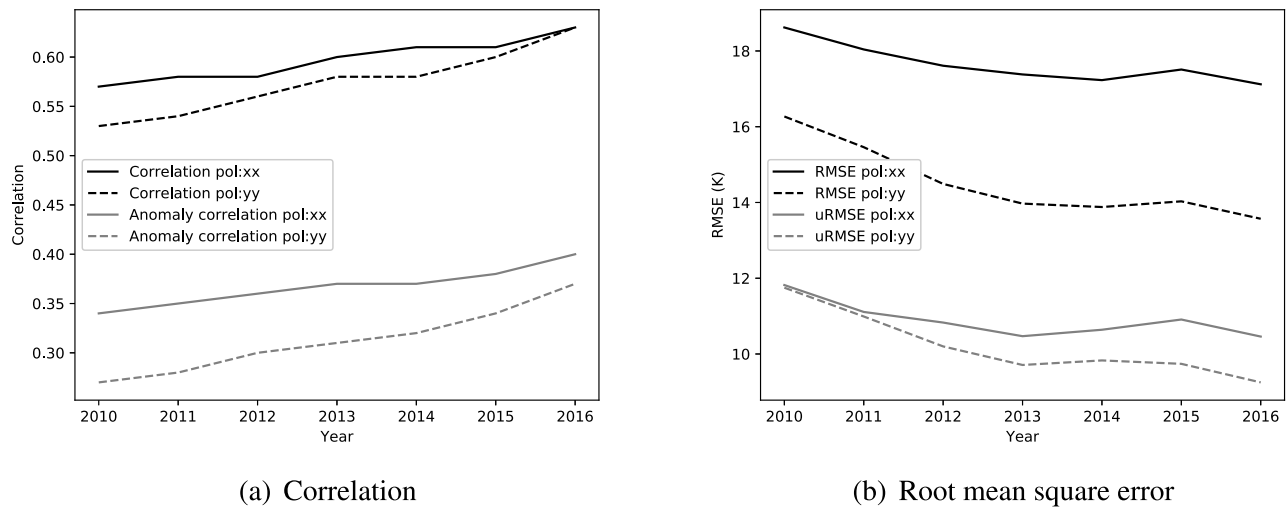 0.60
0.55
0.50
0.45
0.40
0.35
0.30
Correlation
Correlation pol:xx
Correlation pol:yy
Anomaly correlation pol:xx
Anomaly correlation pol:yy
2010 2011 2012 2013 2014 2015 2016
Year
(a) Correlation
18
16
14
12
10
RMSE (K)
RMSE pol:xx
RMSE pol:yy
uRMSE pol:xx
uRMSE pol:yy
2010 2011 2012 2013 2014 2015 2016
Year
(b) Root mean square error